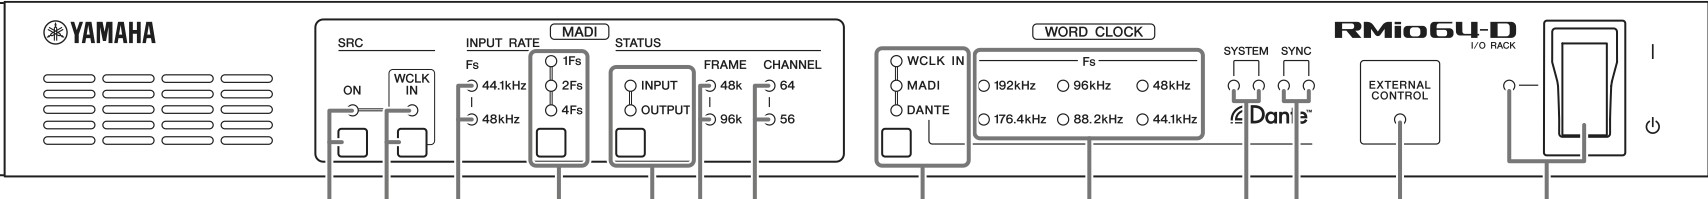 YAMAHA
MADI
SRC
ON
WCLK
IN
INPUT RATE
Fs
44.1kHz
48kHz
1Fs
2Fs
4Fs
STATUS
INPUT
OUTPUT
FRAME
48k
96k
CHANNEL
64
56
WORD CLOCK
WCLK IN
MADI
DANTE
Fs
192kHz
96kHz
48kHz
176.4kHz
88.2kHz
44.1kHz
SYSTEM
SYNC
Dante™
RMio64-D
I/O RACK
EXTERNAL
CONTROL